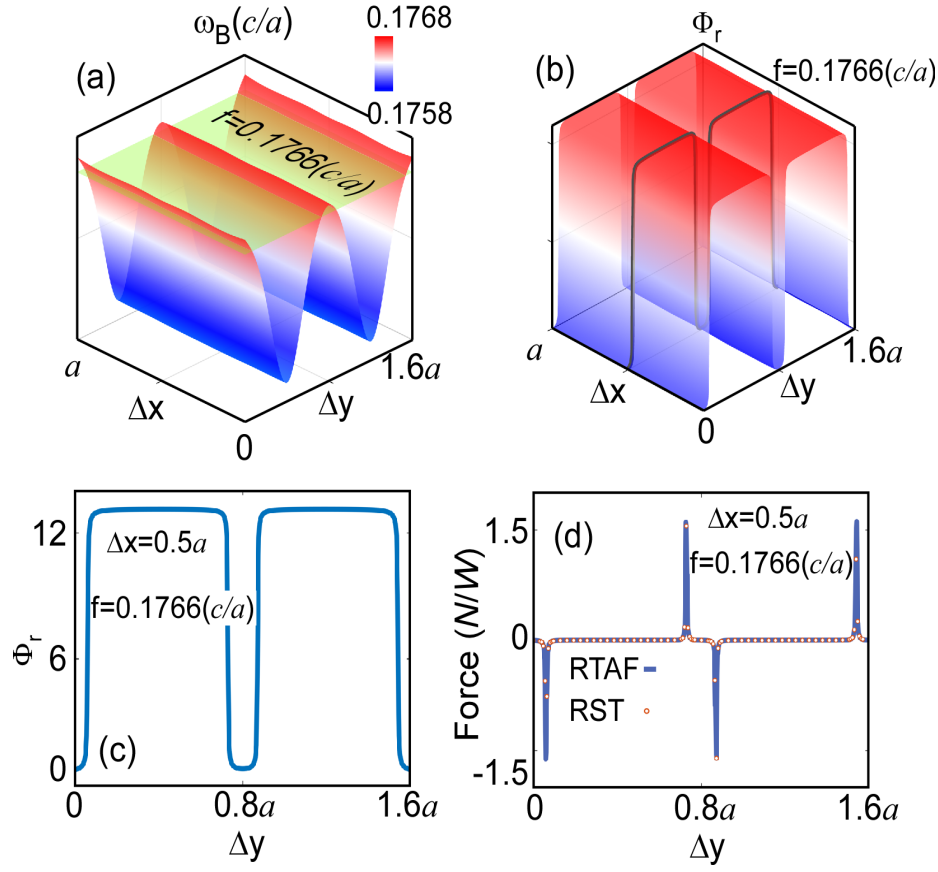 ω_B(c/a)
0.1768
0.1758
(a)
f=0.1766(c/a)
a
Δx
0
Δy
1.6a
Φ_r
(b)
f=0.1766(c/a)
a
Δx
0
Δy
1.6a
12
6
0
Φ_r
Δx=0.5a
f=0.1766(c/a)
(c)
0
0.8a
1.6a
Δy
1.5
0
-1.5
Force (N/W)
(d)
Δx=0.5a
f=0.1766(c/a)
RTAF
RST
0
0.8a
1.6a
Δy